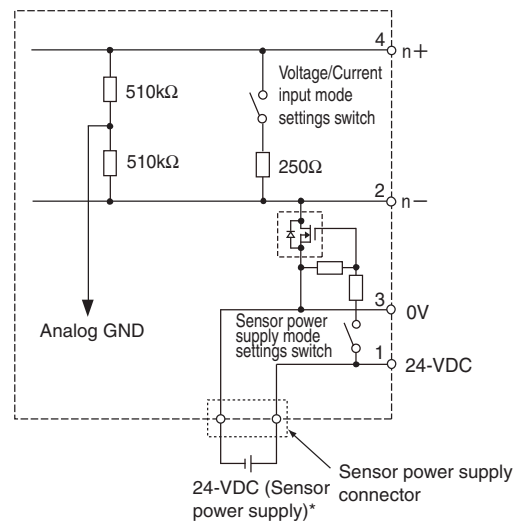 4
n+
Voltage/Current
input mode
settings switch
510kΩ
510kΩ
250Ω
2
n−
3
0V
Analog GND
Sensor power
supply mode
settings switch
1
24-VDC
24-VDC (Sensor
power supply)*
Sensor power supply
connector